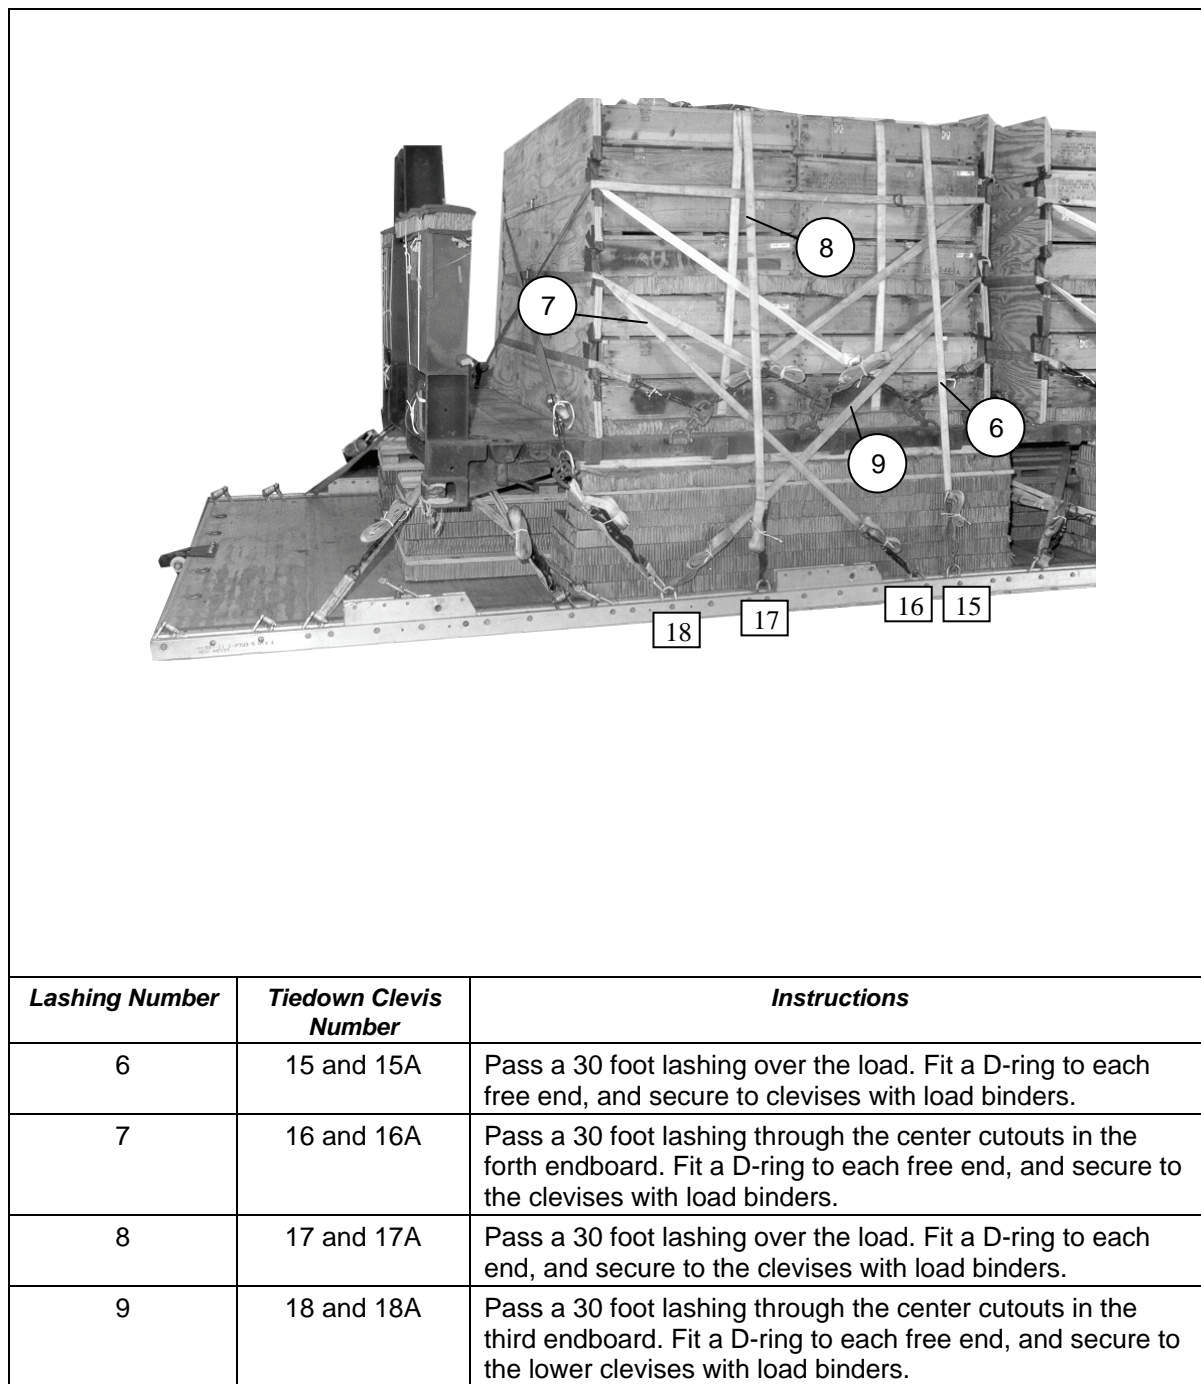 8
7
6
9
16
15
17
18
Lashing Number
Tiedown Clevis
Number
Instructions
6
15 and 15A
Pass a 30 foot lashing over the load. Fit a D-ring to each
free end, and secure to clevises with load binders.
7
16 and 16A
Pass a 30 foot lashing through the center cutouts in the
forth endboard. Fit a D-ring to each free end, and secure to
the clevises with load binders.
8
17 and 17A
Pass a 30 foot lashing over the load. Fit a D-ring to each
end, and secure to the clevises with load binders.
9
18 and 18A
Pass a 30 foot lashing through the center cutouts in the
third endboard. Fit a D-ring to each free end, and secure to
the lower clevises with load binders.